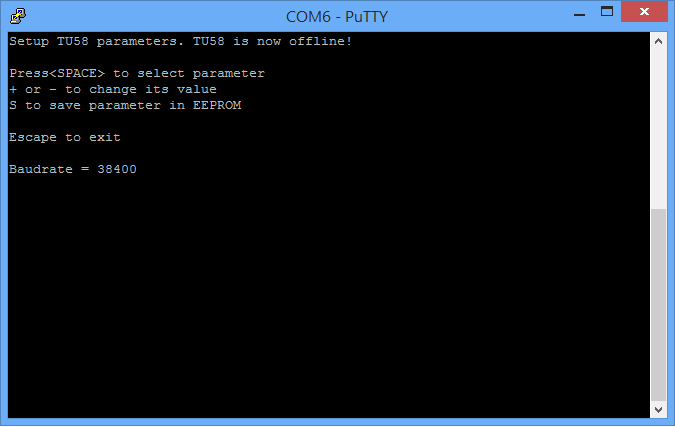 COM6 - PuTTY
Setup TU58 parameters. TU58 is now offline!
Press<SPACE> to select parameter
+ or - to change its value
S to save parameter in EEPROM
Escape to exit
Baudrate = 38400